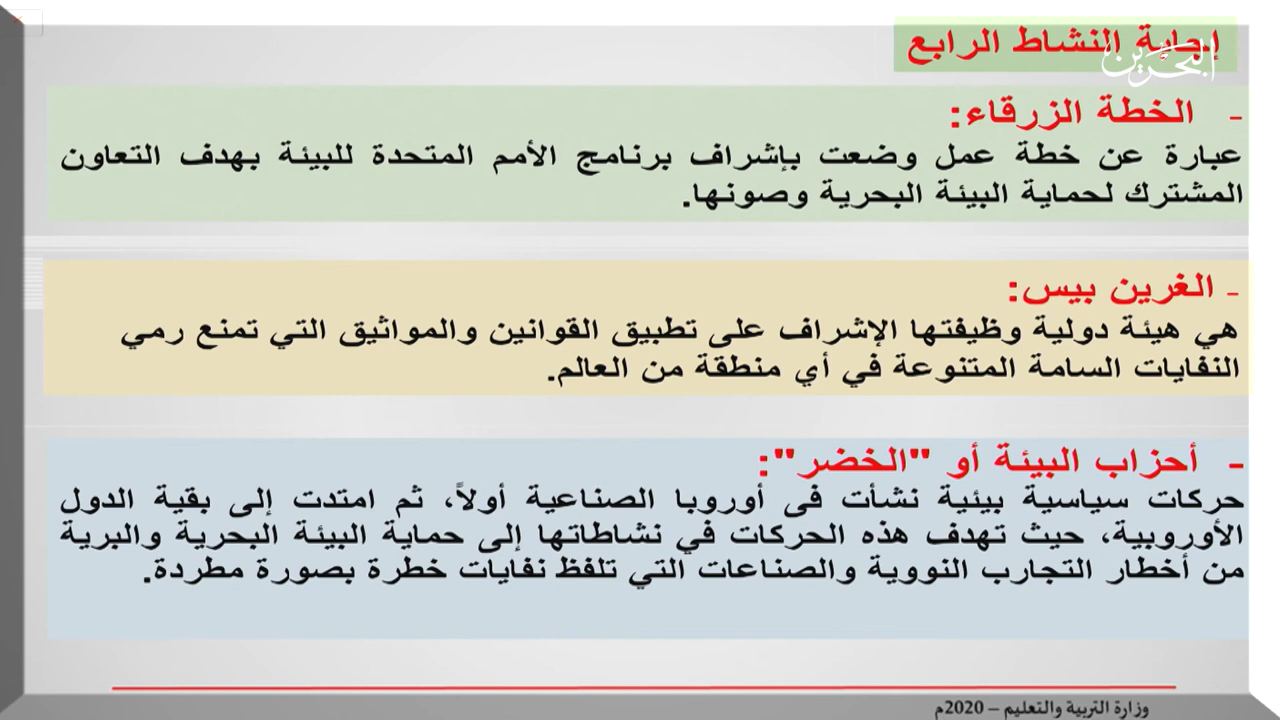 إجابة النشاط الرابع
البحرين
- الخطة الزرقاء:
عبارة عن خطة عمل وضعت بإشراف برنامج الأمم المتحدة للبيئة بهدف التعاون
المشترك لحماية البيئة البحرية وصونها.
- الغرين بيس:
هي هيئة دولية وظيفتها الإشراف على تطبيق القوانين والمواثيق التي تمنع رمي
النفايات السامة المتنوعة في أي منطقة من العالم.
- أحزاب البيئة أو "الخضر":
حركات سياسية بيئية نشأت فى أوروبا الصناعية أولاً، ثم امتدت إلى بقية الدول
الأوروبية، حيث تهدف هذه الحركات في نشاطاتها إلى حماية البيئة البحرية والبرية
من أخطار التجارب النووية والصناعات التي تلفظ نفايات خطرة بصورة مطردة.
وزارة التربية والتعليم – 2020م